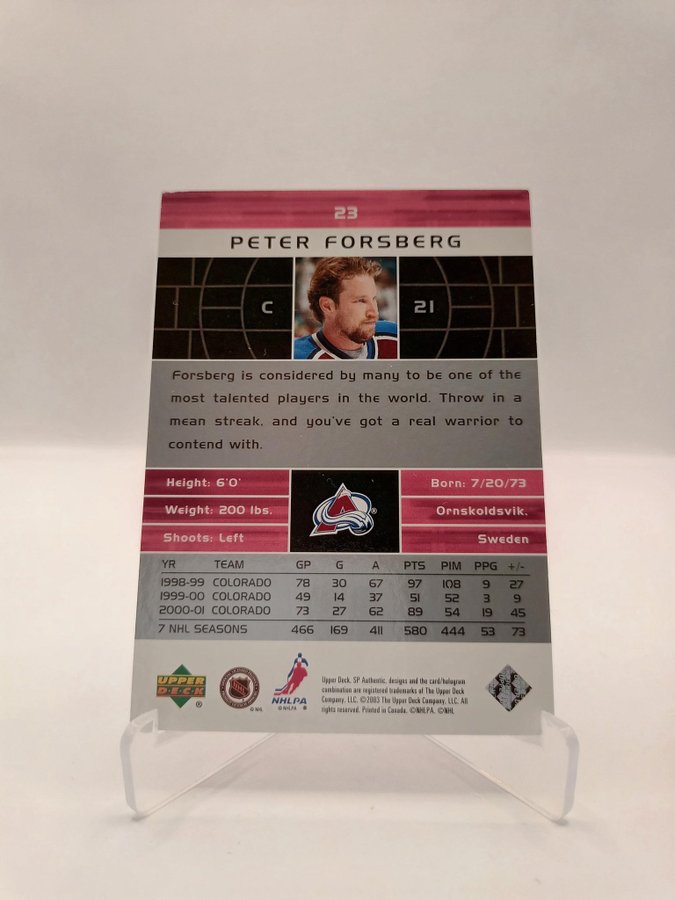 23
PETER FORSBERG
C 21
Forsberg is considered by many to be one of the
most talented players in the world. Throw in a
mean streak, and you've got a real warrior to
contend with.
Height: 6'0' Born: 7/20/73
Weight: 200 lbs. Ornskoldsvik,
Shoots: Left Sweden
YR TEAM GP G A PTS PIM PPG +/-
1998-99 COLORADO 78 30 67 97 108 9 27
1999-00 COLORADO 49 14 37 51 52 3 9
2000-01 COLORADO 73 27 62 89 54 19 45
7 NHL SEASONS 466 169 411 580 444 53 73
UPPER
DECK ®
NHL
© NHL
NHLPA
© NHLPA ®
Upper Deck, SP Authentic, designs and the card/hologram
combination are registered trademarks of The Upper Deck
Company, LLC. ©2003 The Upper Deck Company, LLC. All
rights reserved. Printed in Canada. ©NHLPA. ©NHL